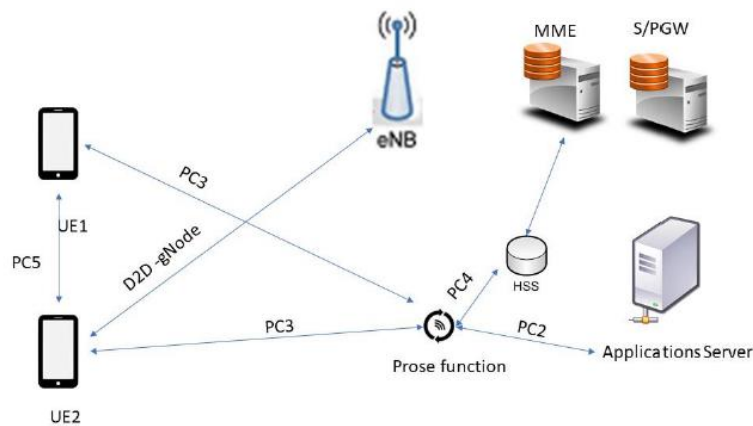 MME
S/PGW
eNB
PC3
UE1
D2D -gNode
PC5
PC4
HSS
PC3
PC2
Prose function
Applications Server
UE2